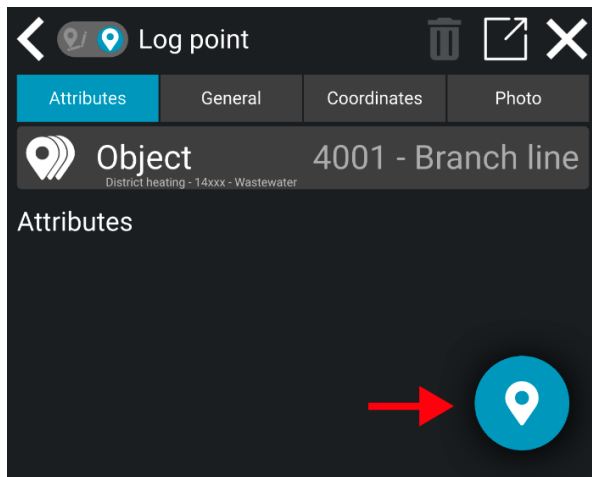 Log point
Attributes General Coordinates Photo
Object 4001 - Branch line
District heating - 14xxx - Wastewater
Attributes